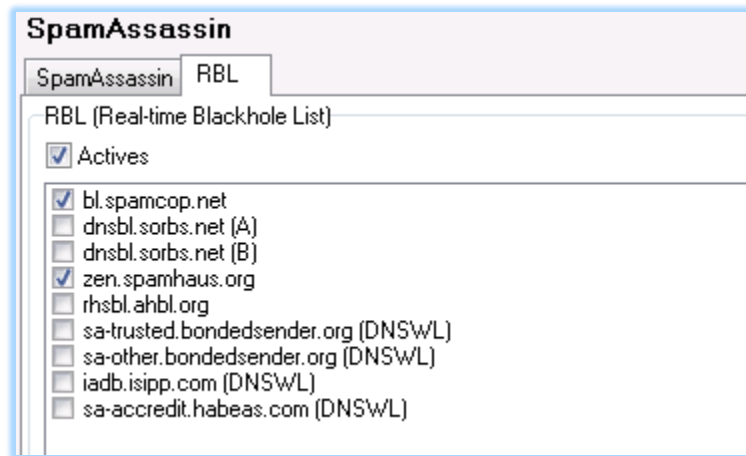 SpamAssassin
SpamAssassin RBL
RBL (Real-time Blackhole List)
Actives
bl.spamcop.net
dnsbl.sorbs.net (A)
dnsbl.sorbs.net (B)
zen.spamhaus.org
rhsbl.ahbl.org
sa-trusted.bondedsender.org (DNSWL)
sa-other.bondedsender.org (DNSWL)
iadb.isipp.com (DNSWL)
sa-accredit.habeas.com (DNSWL)